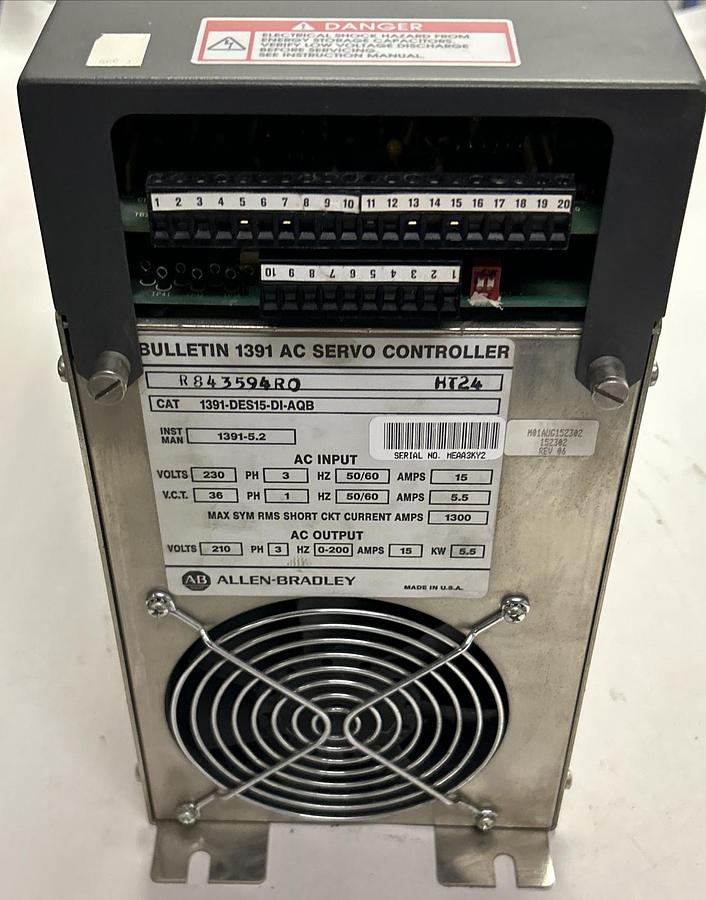 DANGER
ELECTRICAL SHOCK HAZARD FROM
ENERGY STORAGE CAPACITORS.
VERIFY LOW VOLTAGE DISCHARGE
BEFORE SERVICING.
SEE INSTRUCTION MANUAL.
1 2 3 4 5 6 7 8 9 10 11 12 13 14 15 16 17 18 19 20
10 9 8 7 6 5 4 3 2 1
BULLETIN 1391 AC SERVO CONTROLLER
R843594RO HT24
CAT 1391-DES15-DI-AQB
INST MAN 1391-5.2
SERIAL NO. MEAA3KY2
M01AUG152302
152302
REV 06
AC INPUT
VOLTS 230 PH 3 HZ 50/60 AMPS 15
V.C.T. 36 PH 1 HZ 50/60 AMPS 5.5
MAX SYM RMS SHORT CKT CURRENT AMPS 1300
AC OUTPUT
VOLTS 210 PH 3 HZ 0-200 AMPS 15 KW 5.5
AB ALLEN-BRADLEY MADE IN U.S.A.